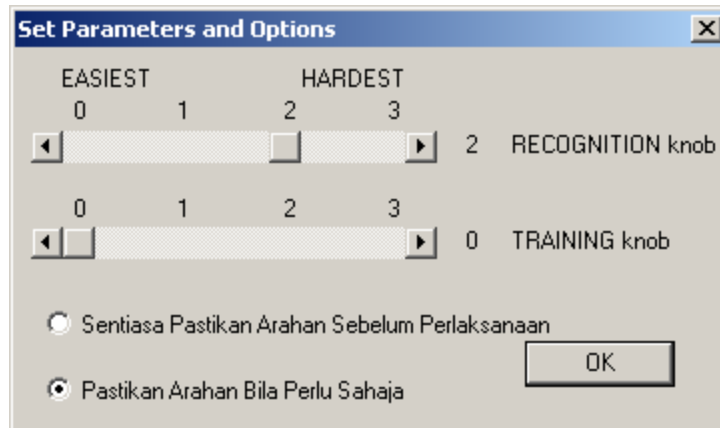 Set Parameters and Options
EASIEST HARDEST
0 1 2 3
2 RECOGNITION knob
0 1 2 3
0 TRAINING knob
Sentiasa Pastikan Arahan Sebelum Perlaksanaan
OK
Pastikan Arahan Bila Perlu Sahaja